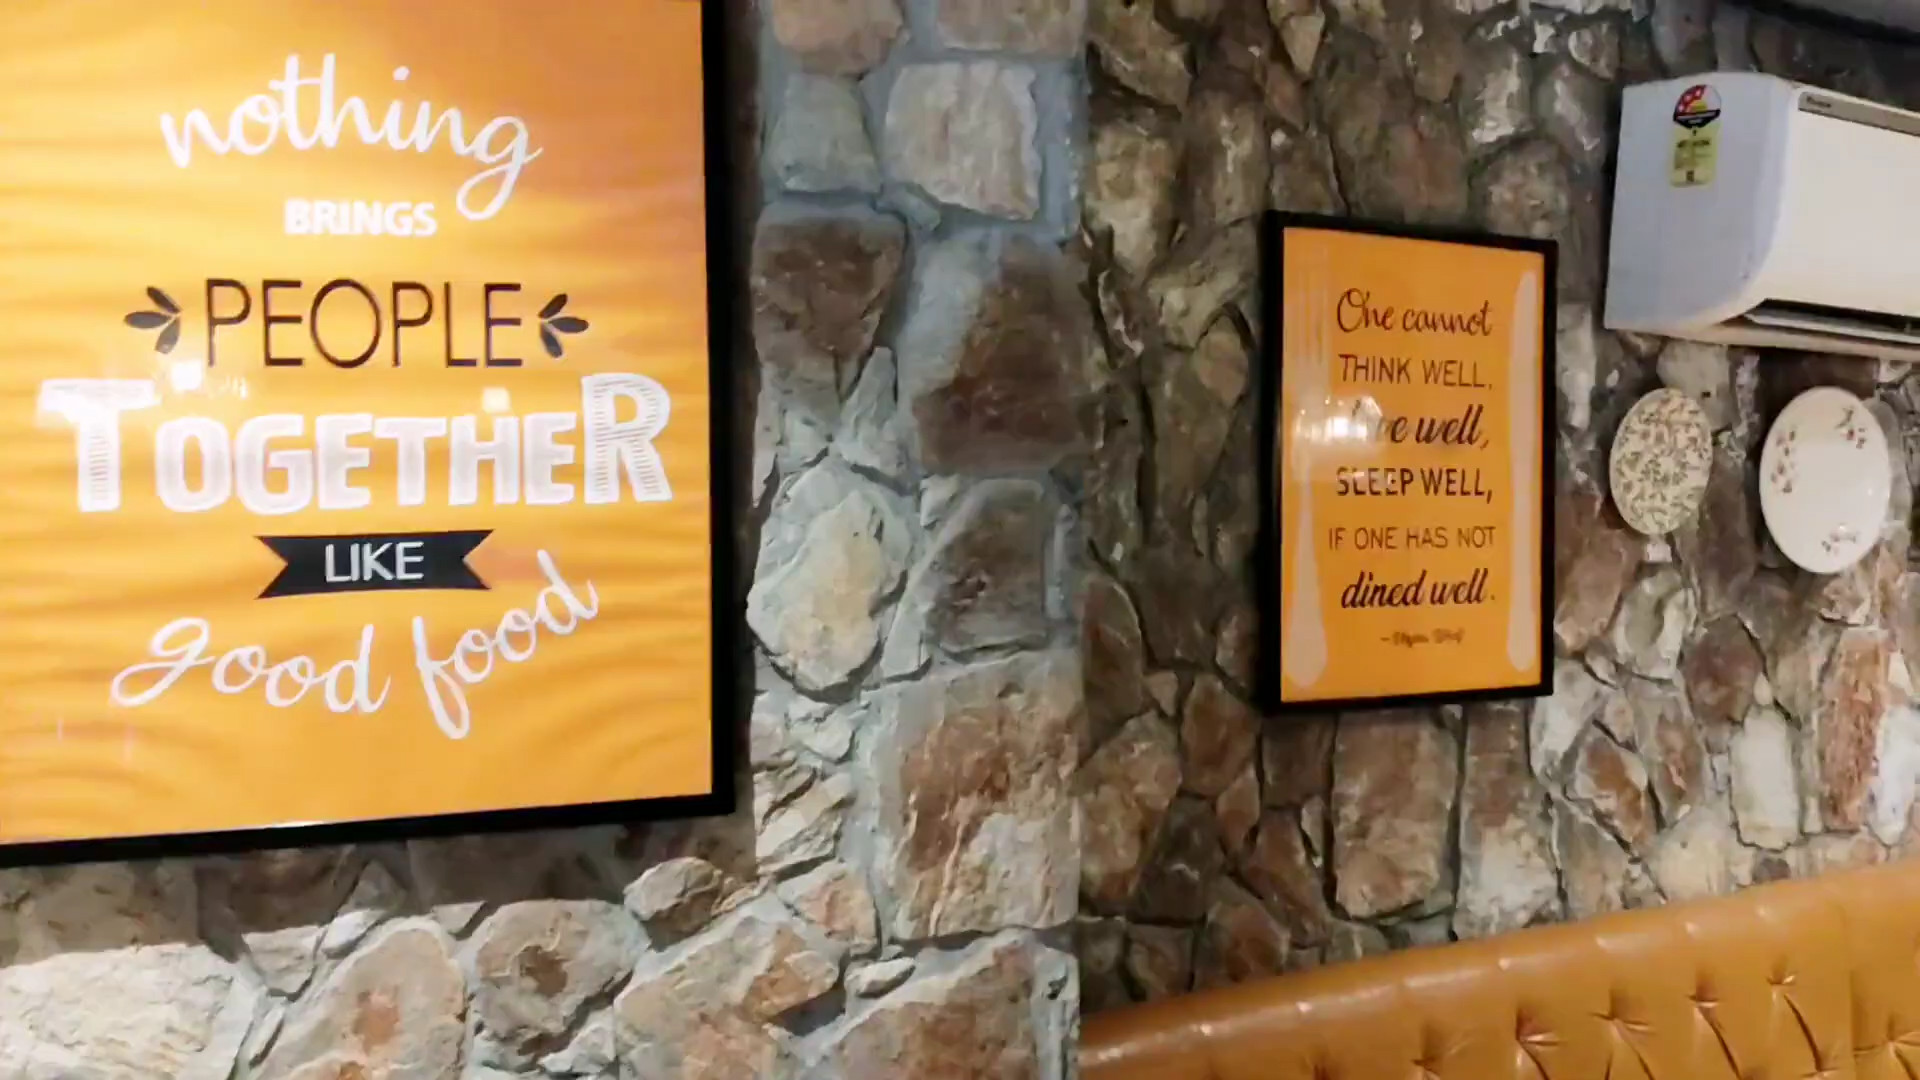 nothing
BRINGS
PEOPLE
TOGETHER
LIKE
good food
One cannot
THINK WELL,
well,
SLEEP WELL,
IF ONE HAS NOT
dined well.